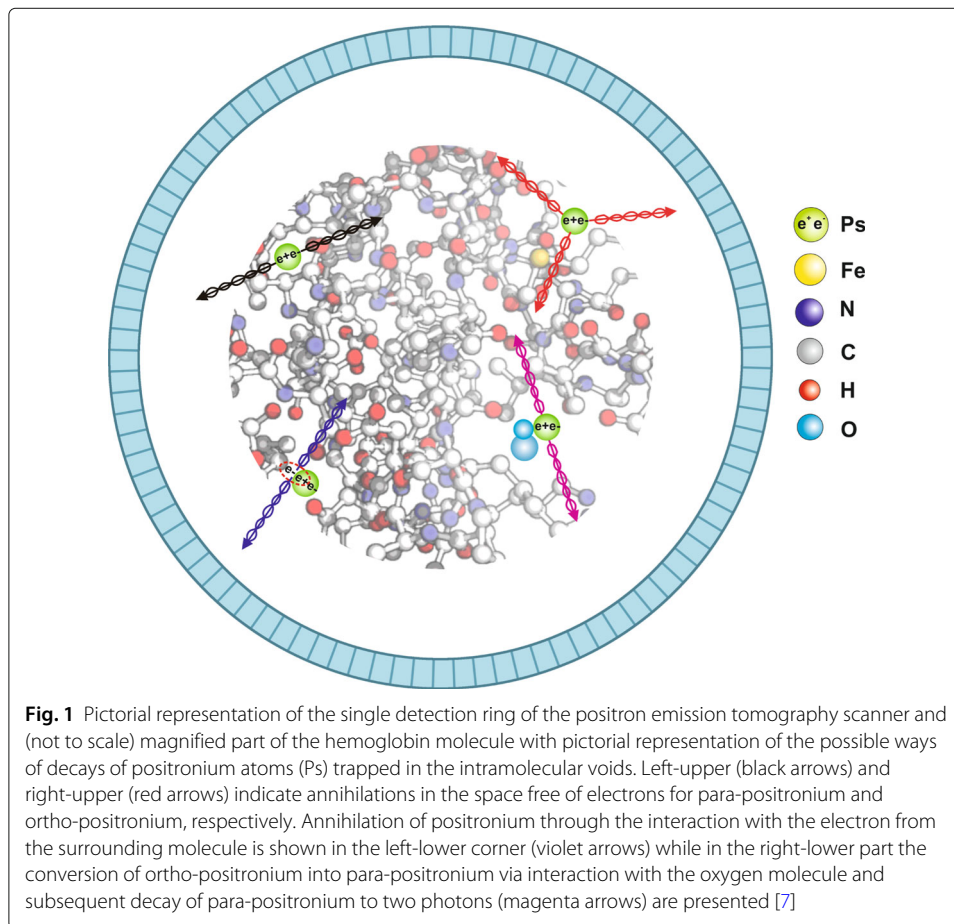 e+e-
e+e-
e+e-
e- e+e-
e⁺ e⁻ Ps
Fe
N
C
H
O
Fig. 1 Pictorial representation of the single detection ring of the positron emission tomography scanner and
(not to scale) magnified part of the hemoglobin molecule with pictorial representation of the possible ways
of decays of positronium atoms (Ps) trapped in the intramolecular voids. Left-upper (black arrows) and
right-upper (red arrows) indicate annihilations in the space free of electrons for para-positronium and
ortho-positronium, respectively. Annihilation of positronium through the interaction with the electron from
the surrounding molecule is shown in the left-lower corner (violet arrows) while in the right-lower part the
conversion of ortho-positronium into para-positronium via interaction with the oxygen molecule and
subsequent decay of para-positronium to two photons (magenta arrows) are presented [7]